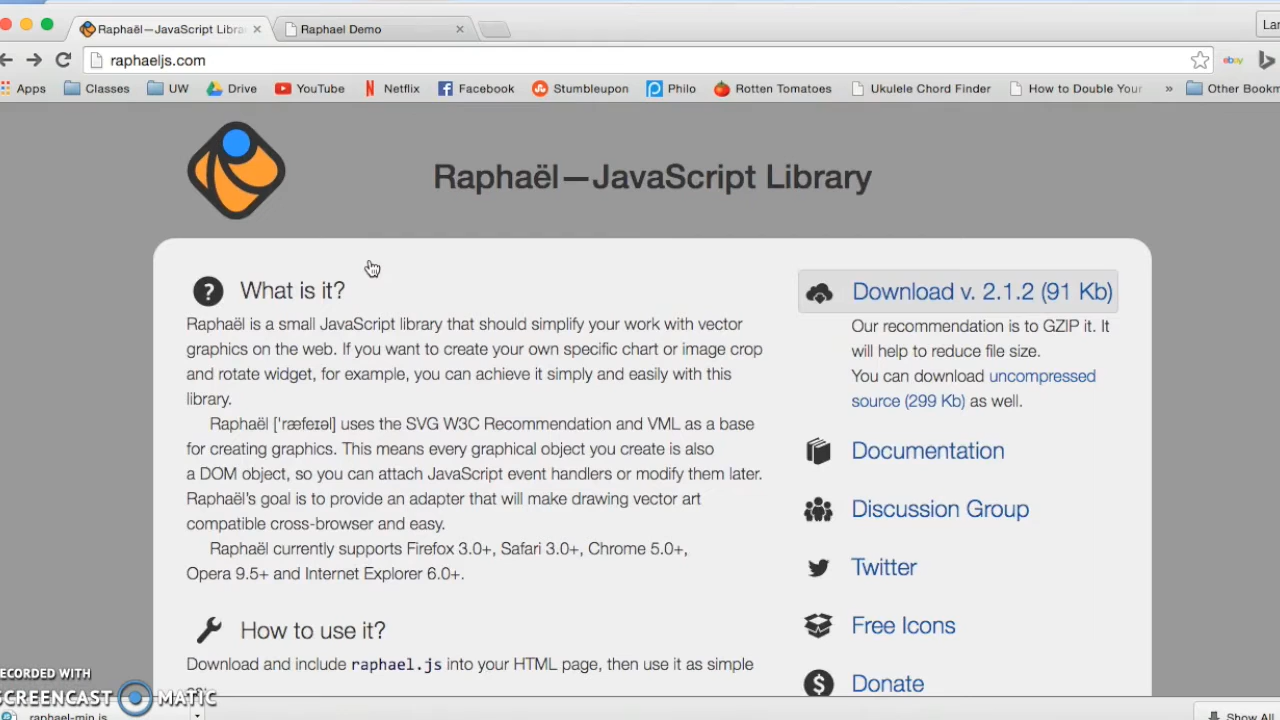 Raphaël—JavaScript Libra
Raphael Demo
Lar
raphaeljs.com
ebay
Apps
Classes
UW
Drive
YouTube
Netflix
Facebook
Stumbleupon
Philo
Rotten Tomatoes
Ukulele Chord Finder
How to Double Your
»
Other Bookm
Raphaël—JavaScript Library
What is it?
Raphaël is a small JavaScript library that should simplify your work with vector
graphics on the web. If you want to create your own specific chart or image crop
and rotate widget, for example, you can achieve it simply and easily with this
library.
Raphaël ['ræfeɪəl] uses the SVG W3C Recommendation and VML as a base
for creating graphics. This means every graphical object you create is also
a DOM object, so you can attach JavaScript event handlers or modify them later.
Raphaël's goal is to provide an adapter that will make drawing vector art
compatible cross-browser and easy.
Raphaël currently supports Firefox 3.0+, Safari 3.0+, Chrome 5.0+,
Opera 9.5+ and Internet Explorer 6.0+.
How to use it?
Download and include raphael.js into your HTML page, then use it as simple
Download v. 2.1.2 (91 Kb)
Our recommendation is to GZIP it. It
will help to reduce file size.
You can download uncompressed
source (299 Kb) as well.
Documentation
Discussion Group
Twitter
Free Icons
Donate
ECORDED WITH
SCREENCAST MATIC
raphael-min.js
Show All